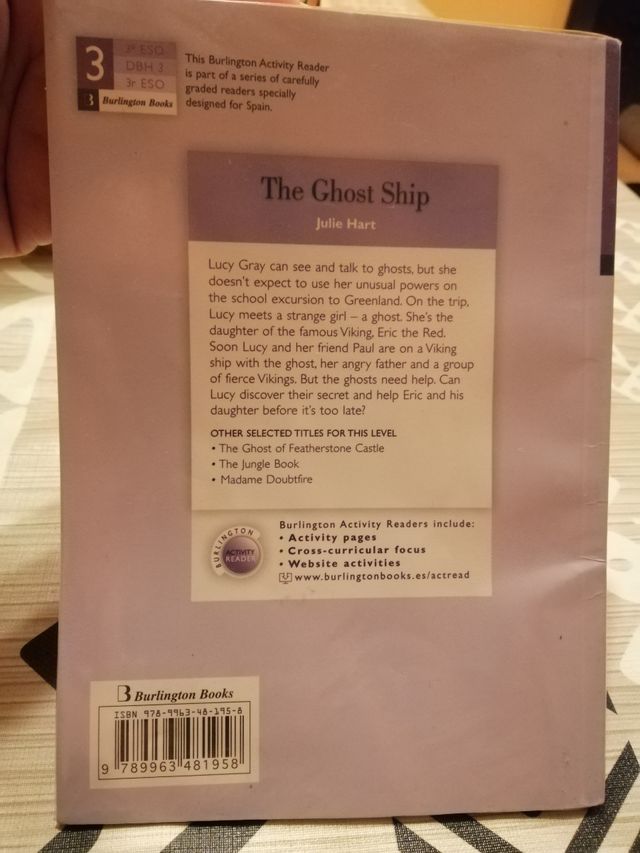 3
3º ESO
DBH 3
3r ESO
B Burlington Books
This Burlington Activity Reader
is part of a series of carefully
graded readers specially
designed for Spain.
The Ghost Ship
Julie Hart
Lucy Gray can see and talk to ghosts, but she
doesn't expect to use her unusual powers on
the school excursion to Greenland. On the trip,
Lucy meets a strange girl – a ghost. She's the
daughter of the famous Viking, Eric the Red.
Soon Lucy and her friend Paul are on a Viking
ship with the ghost, her angry father and a group
of fierce Vikings. But the ghosts need help. Can
Lucy discover their secret and help Eric and his
daughter before it's too late?
OTHER SELECTED TITLES FOR THIS LEVEL
• The Ghost of Featherstone Castle
• The Jungle Book
• Madame Doubtfire
BURLINGTON
ACTIVITY
READER
Burlington Activity Readers include:
• Activity pages
• Cross-curricular focus
• Website activities
www.burlingtonbooks.es/actread
B Burlington Books
ISBN 978-9963-48-195-8
9 789963 481958